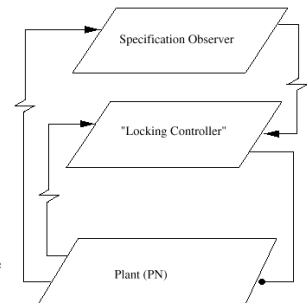 Specification Observer
"Locking Controller"
Plant (PN)